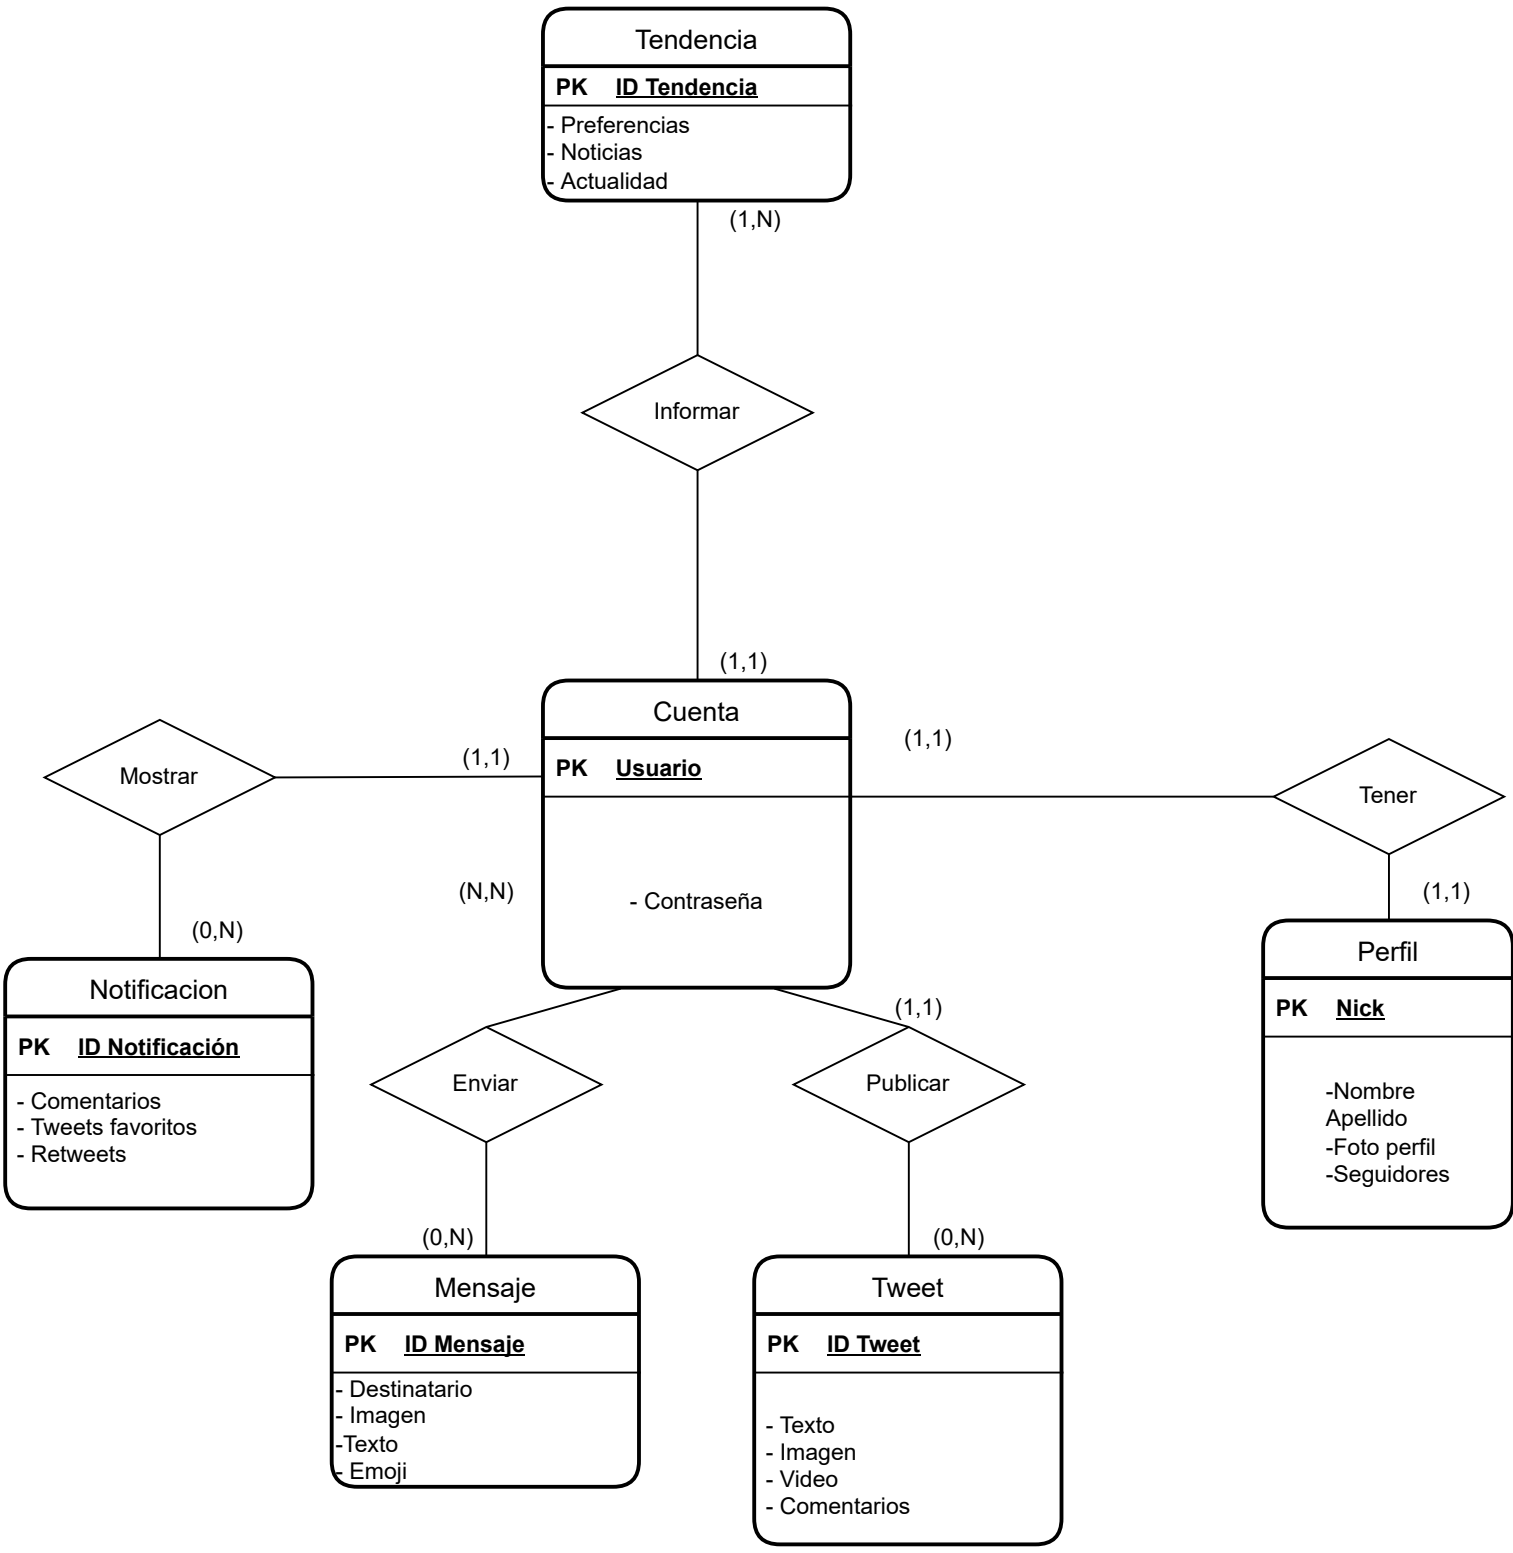 Tendencia
PK ID Tendencia
- Preferencias
- Noticias
- Actualidad
(1,N)
Informar
(1,1)
Cuenta
PK Usuario
- Contraseña
(1,1)
Mostrar
(0,N)
Notificacion
PK ID Notificación
- Comentarios
- Tweets favoritos
- Retweets
(N,N)
Enviar
(0,N)
Mensaje
PK ID Mensaje
- Destinatario
- Imagen
-Texto
- Emoji
(1,1)
Publicar
(0,N)
Tweet
PK ID Tweet
- Texto
- Imagen
- Video
- Comentarios
(1,1)
Tener
(1,1)
Perfil
PK Nick
-Nombre
Apellido
-Foto perfil
-Seguidores